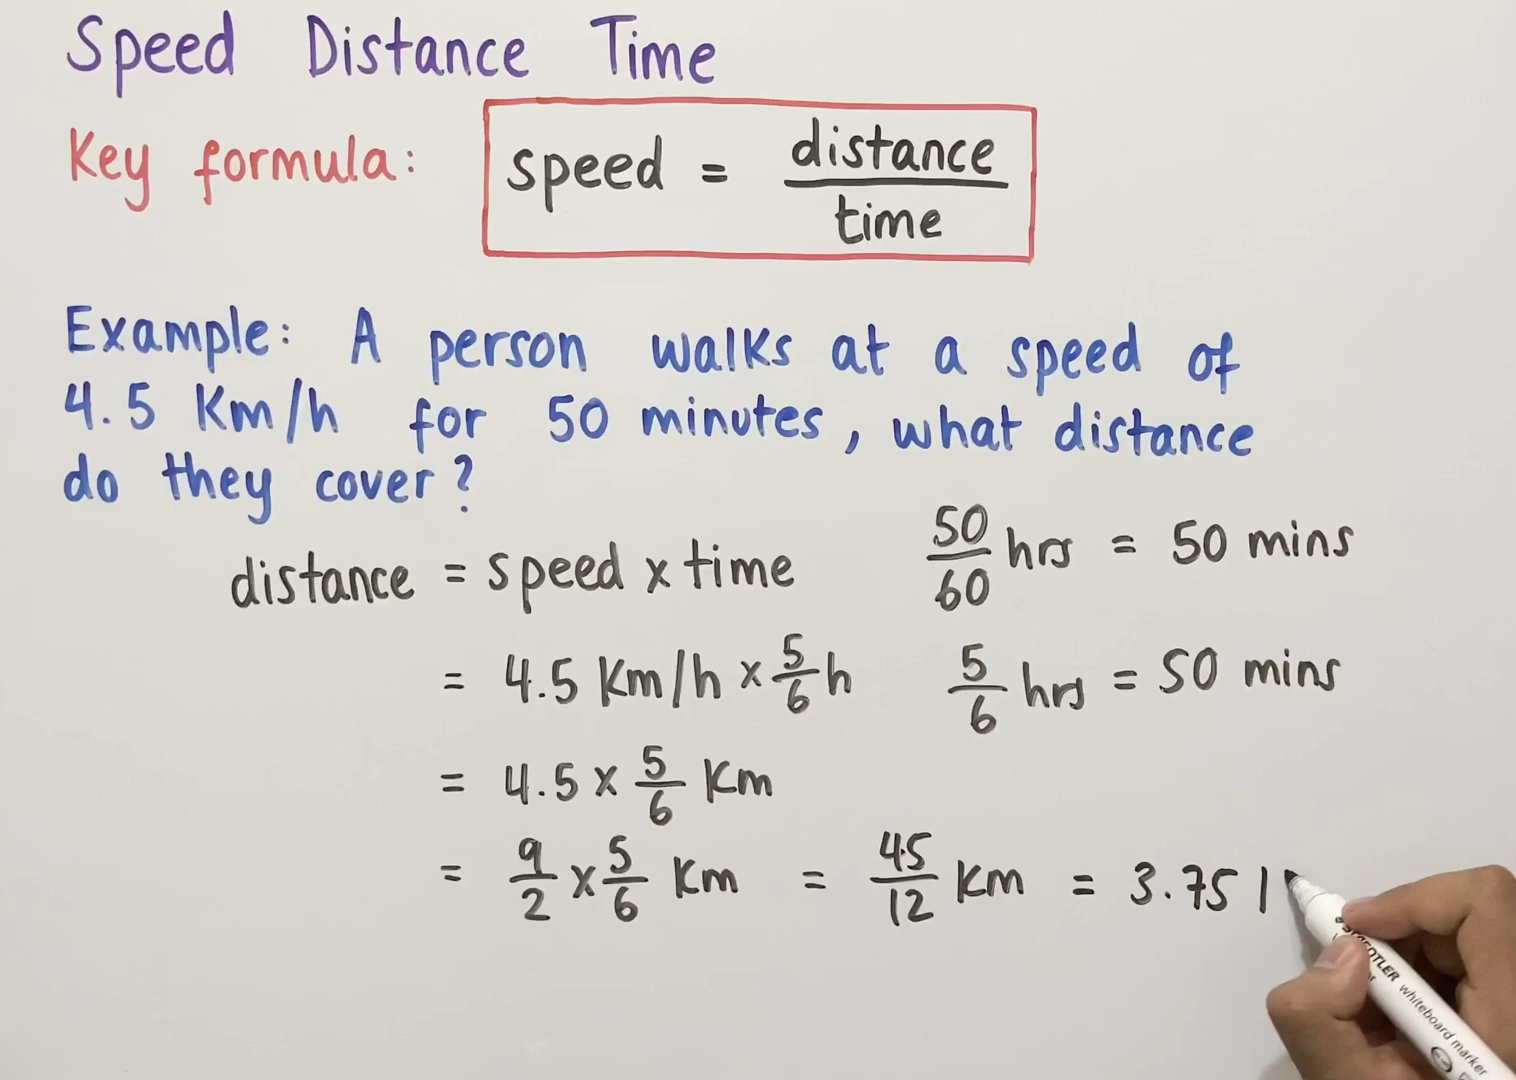 Speed Distance Time
Key formula: speed = distance / time
Example: A person walks at a speed of
4.5 Km/h for 50 minutes, what distance
do they cover?
distance = speed x time
50/60 hrs = 50 mins
= 4.5 Km/h x 5/6 h
5/6 hrs = 50 mins
= 4.5 x 5/6 Km
= 9/2 x 5/6 Km = 45/12 Km = 3.75
STAEDTLER whiteboard marker